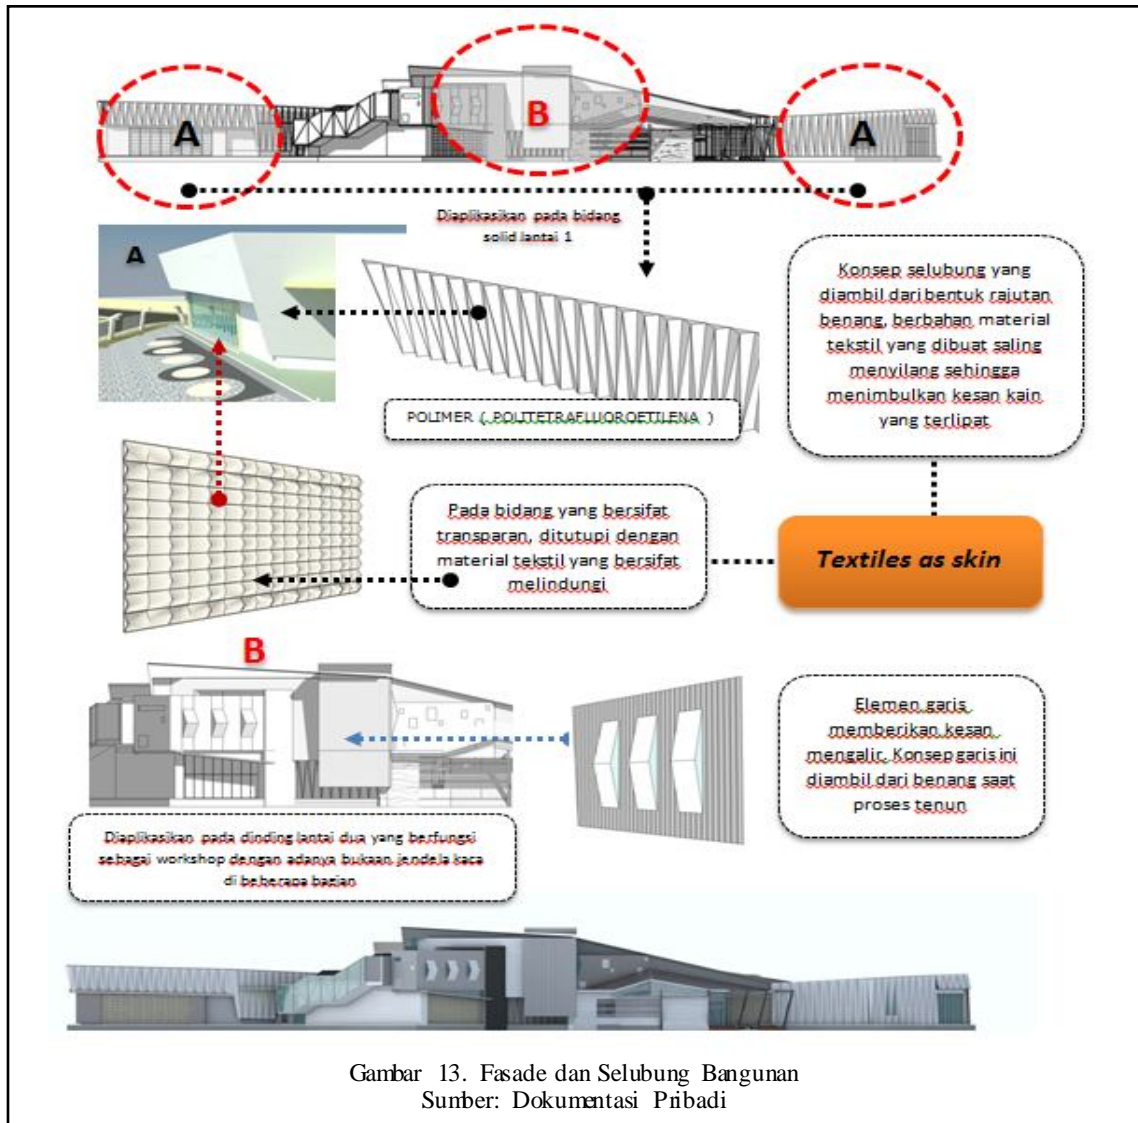 A
B
A
Diaplikasikan pada bidang
solid lantai 1
A
Konsep selubung yang
diambil dari bentuk rajutan
benang, berbahan material
tekstil yang dibuat saling
menyilang sehingga
menimbulkan kesan kain
yang terlipat
POLIMER ( POLITETRAFLUOROETILENA )
Pada bidang yang bersifat
transparan, ditutupi dengan
material tekstil yang bersifat
melindungi
Textiles as skin
B
Elemen garis
memberikan kesan
mengalir. Konsep garis ini
diambil dari benang saat
proses tenun
Diaplikasikan pada dinding lantai dua yang berfungsi
sebagai workshop dengan adanya bukaan jendela kaca
di beberapa bagian
Gambar 13. Fasade dan Selubung Bangunan
Sumber: Dokumentasi Pribadi